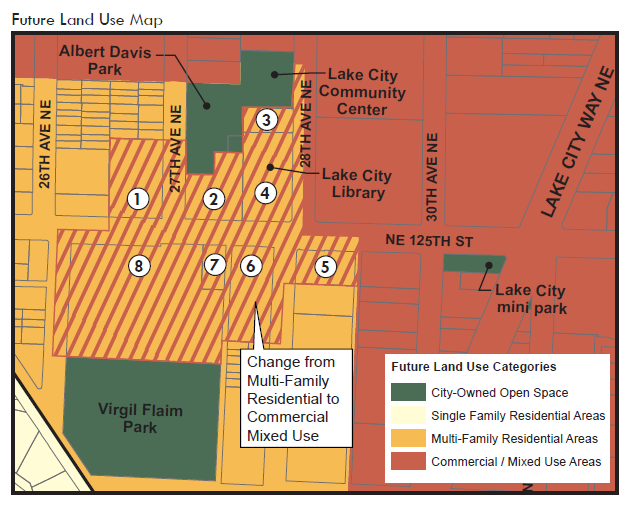 Future Land Use Map
Albert Davis
Park
Lake City
Community
Center
26TH AVE NE
27TH AVE NE
28TH AVE NE
30TH AVE NE
LAKE CITY WAY NE
3
Lake City
Library
1
2
4
NE 125TH ST
8
7
6
5
Lake City
mini park
Change from
Multi-Family
Residential to
Commercial
Mixed Use
Virgil Flaim
Park
Future Land Use Categories
City-Owned Open Space
Single Family Residential Areas
Multi-Family Residential Areas
Commercial / Mixed Use Areas
N